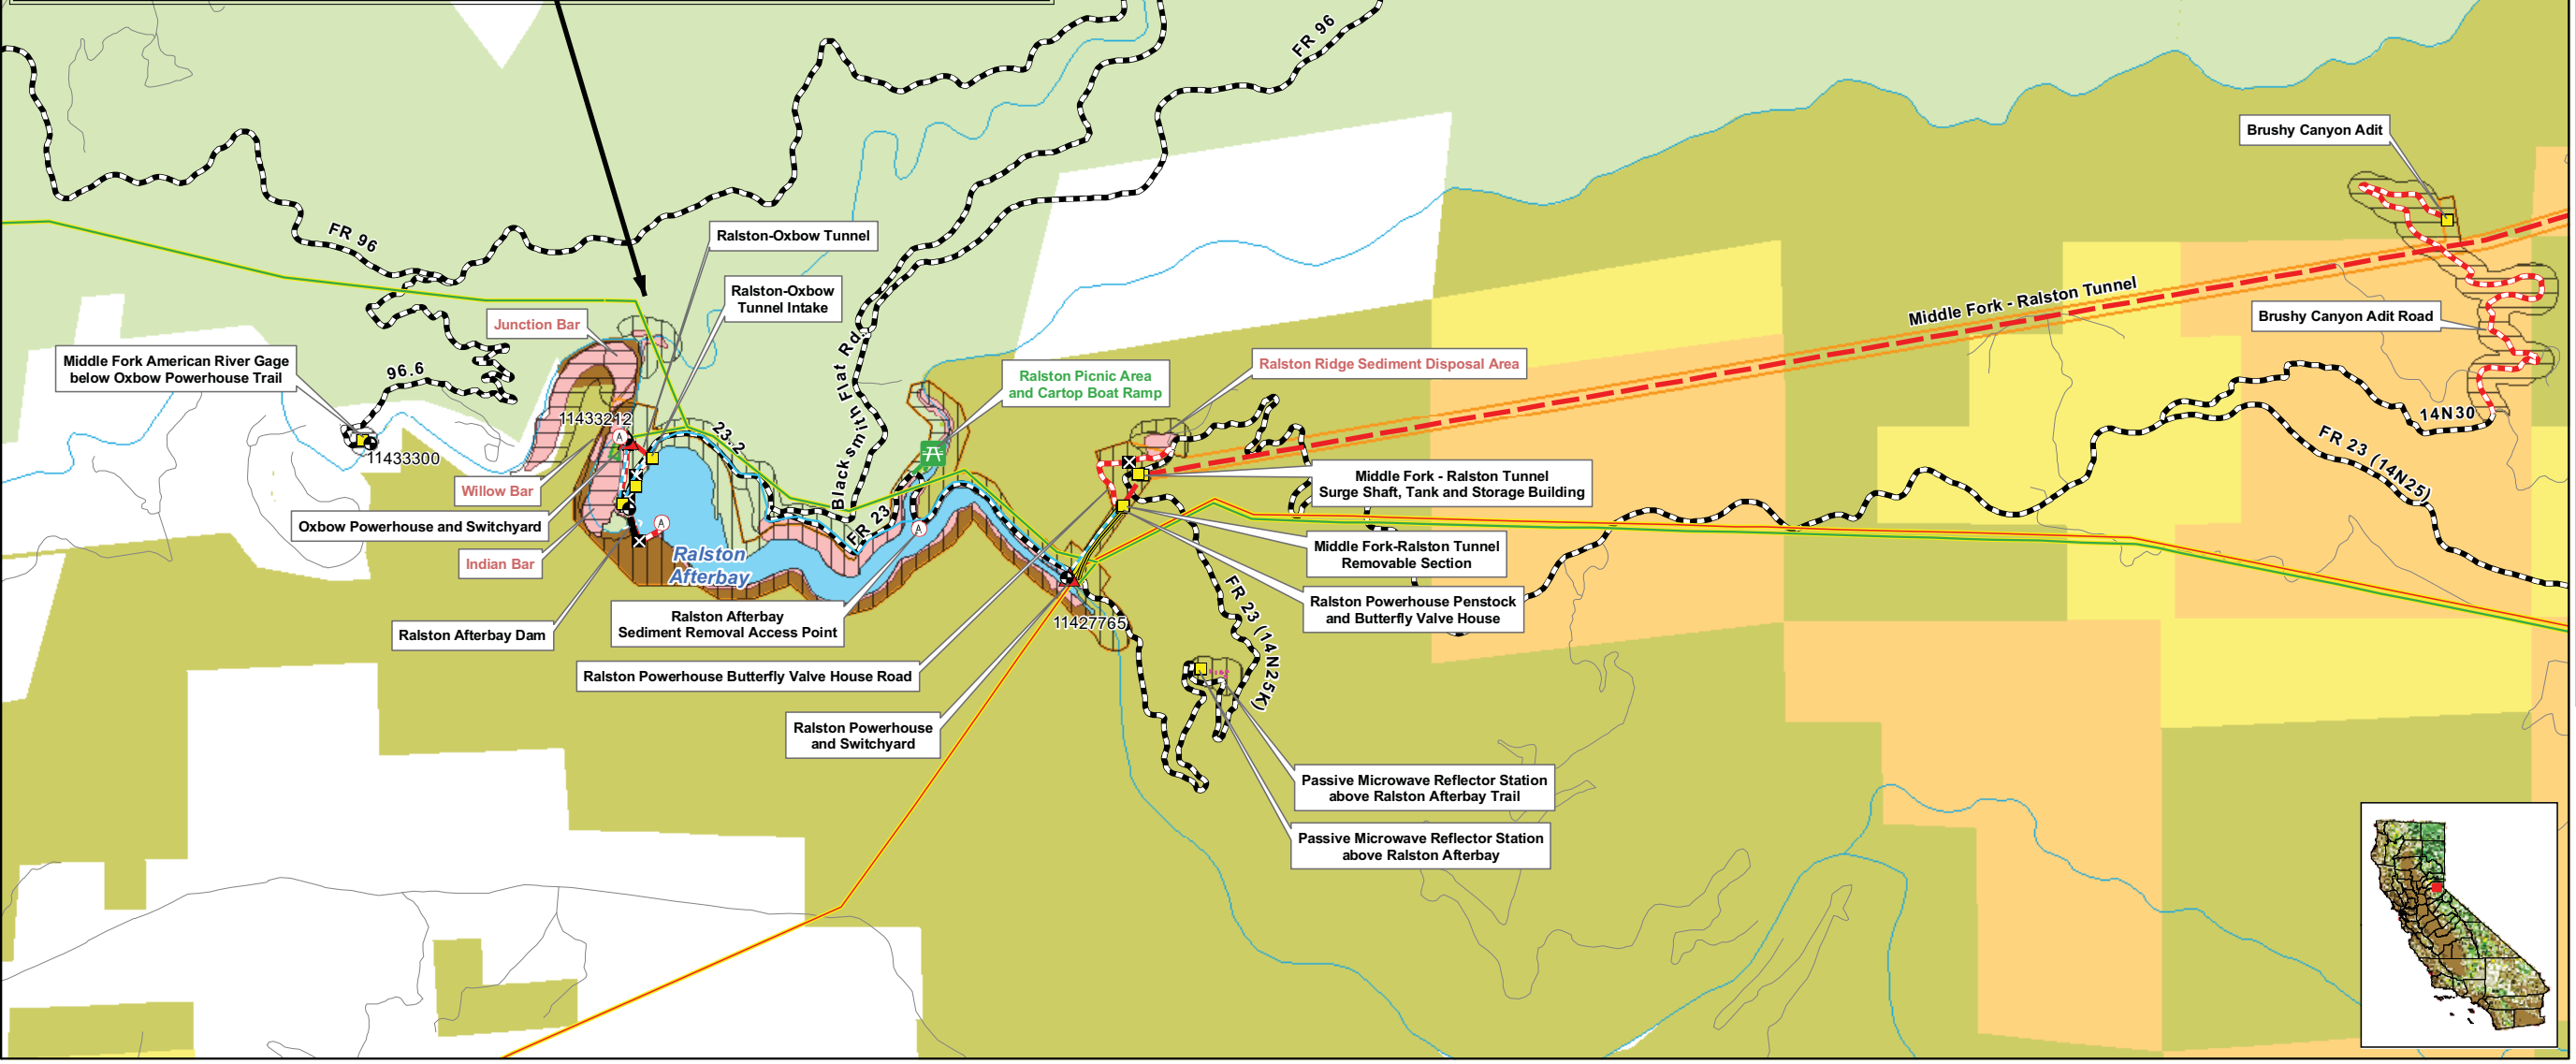 FR 96
Brushy Canyon Adit
FR 96
Ralston-Oxbow Tunnel
Ralston-Oxbow
Tunnel Intake
Middle Fork - Ralston Tunnel
Brushy Canyon Adit Road
Junction Bar
Middle Fork American River Gage
below Oxbow Powerhouse Trail
96.6
Blacksmith Flat Rd.
Ralston Picnic Area
and Cartop Boat Ramp
Ralston Ridge Sediment Disposal Area
11433212
A
23.2
14N30
FR 23 (14N25)
11433300
Willow Bar
Middle Fork - Ralston Tunnel
Surge Shaft, Tank and Storage Building
Oxbow Powerhouse and Switchyard
A
FR 23
A
Indian Bar
Ralston
Afterbay
Middle Fork-Ralston Tunnel
Removable Section
Ralston Powerhouse Penstock
and Butterfly Valve House
Ralston Afterbay Dam
Ralston Afterbay
Sediment Removal Access Point
11427765
FR 23 (14N25K)
Ralston Powerhouse Butterfly Valve House Road
Ralston Powerhouse
and Switchyard
Passive Microwave Reflector Station
above Ralston Afterbay Trail
Passive Microwave Reflector Station
above Ralston Afterbay